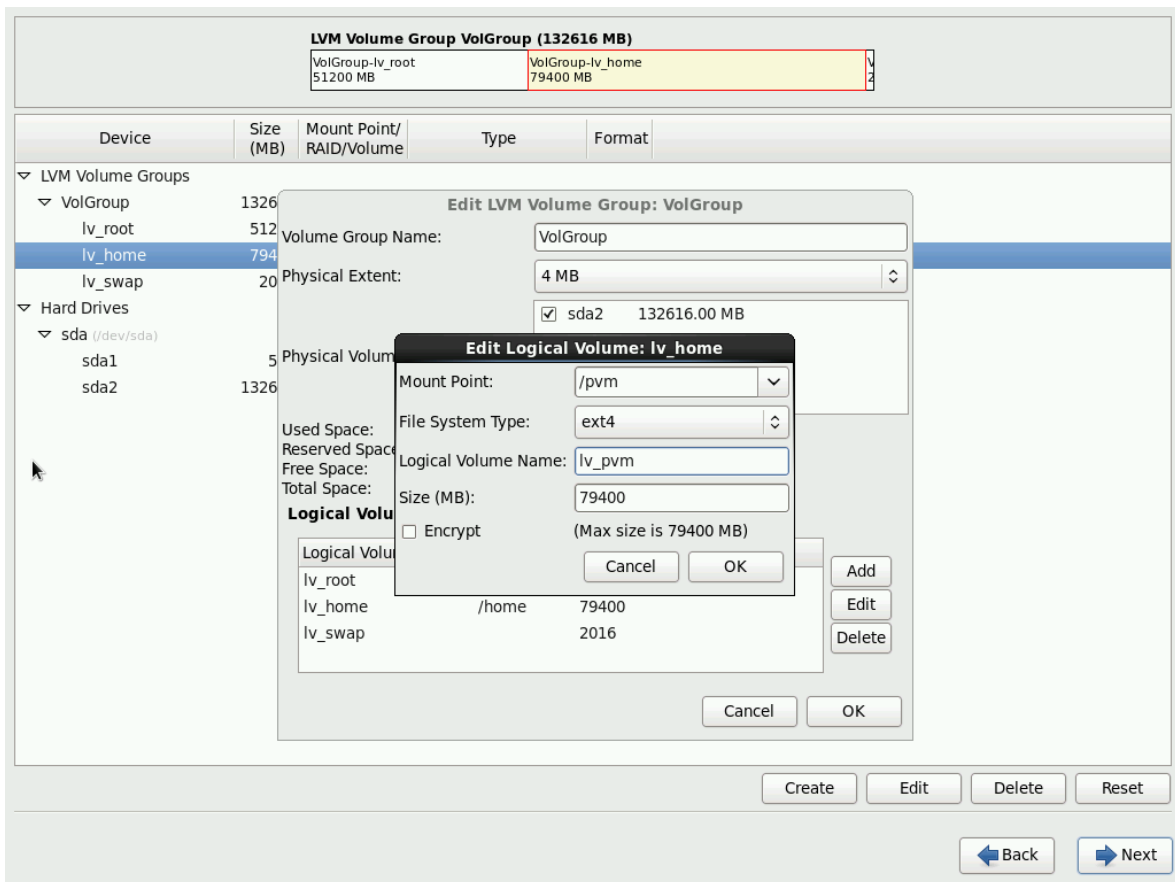 LVM Volume Group VolGroup (132616 MB)
VolGroup-lv_root
51200 MB
VolGroup-lv_home
79400 MB
V
2
Device
Size (MB)
Mount Point/ RAID/Volume
Type
Format
LVM Volume Groups
VolGroup 1326
lv_root 512
lv_home 794
lv_swap 20
Hard Drives
sda (/dev/sda)
sda1 5
sda2 1326
Edit LVM Volume Group: VolGroup
Volume Group Name: VolGroup
Physical Extent: 4 MB
sda2 132616.00 MB
Physical Volum
Used Space:
Reserved Space
Free Space:
Total Space:
Logical Volu
Logical Volu
lv_root
lv_home /home 79400
lv_swap 2016
Add
Edit
Delete
Cancel
OK
Edit Logical Volume: lv_home
Mount Point: /pvm
File System Type: ext4
Logical Volume Name: lv_pvm
Size (MB): 79400
Encrypt (Max size is 79400 MB)
Cancel
OK
Create
Edit
Delete
Reset
Back
Next